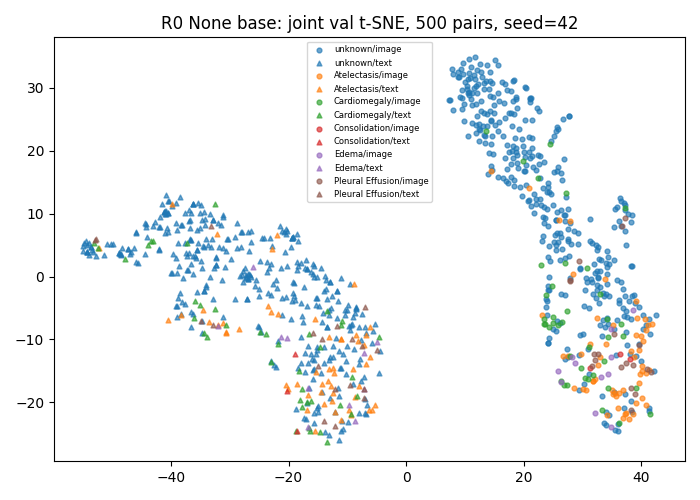 R0 None base: joint val t-SNE, 500 pairs, seed=42
unknown/image
unknown/text
Atelectasis/image
Atelectasis/text
Cardiomegaly/image
Cardiomegaly/text
Consolidation/image
Consolidation/text
Edema/image
Edema/text
Pleural Effusion/image
Pleural Effusion/text
30
20
10
0
−10
−20
−40
−20
0
20
40